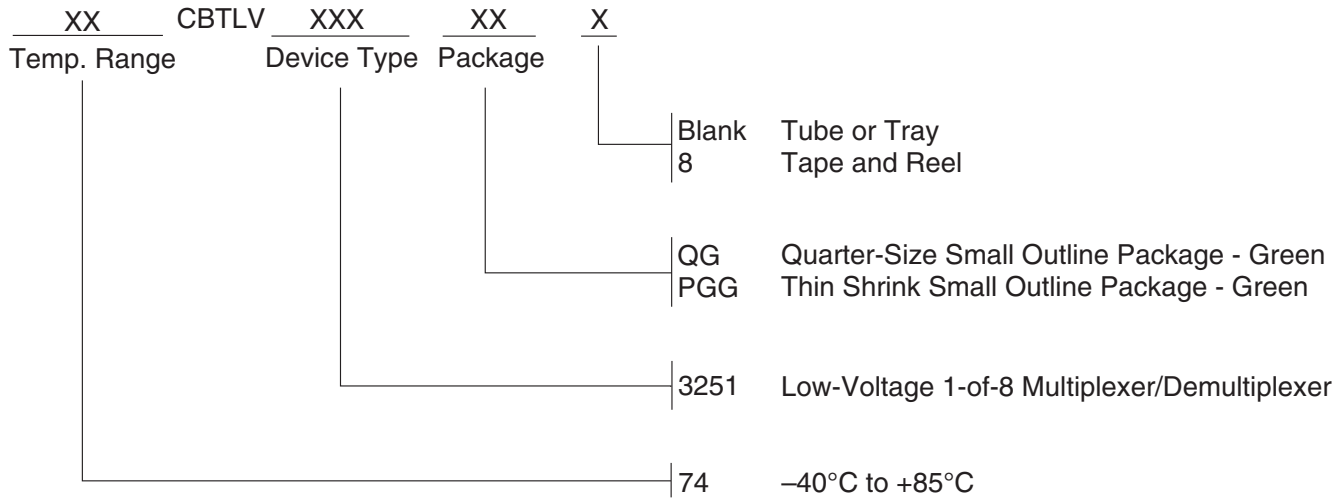 XX CBTLV XXX XX X
Temp. Range Device Type Package
Blank Tube or Tray
8 Tape and Reel
QG Quarter-Size Small Outline Package - Green
PGG Thin Shrink Small Outline Package - Green
3251 Low-Voltage 1-of-8 Multiplexer/Demultiplexer
74 –40°C to +85°C